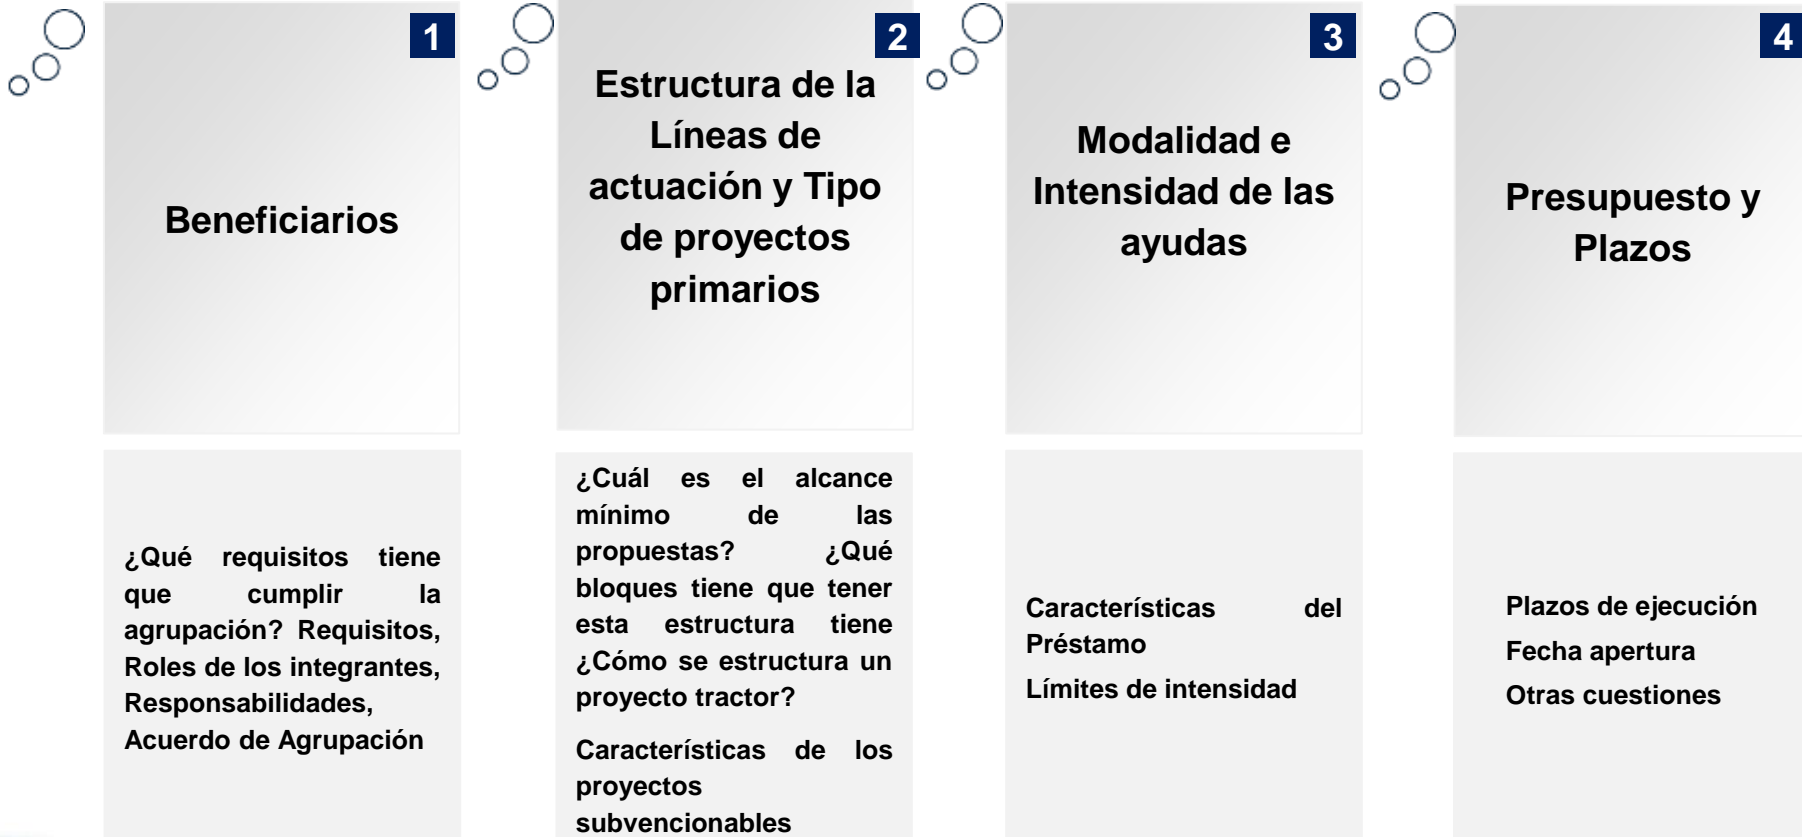 1
Beneficiarios
¿Qué requisitos tiene
que cumplir la
agrupación? Requisitos,
Roles de los integrantes,
Responsabilidades,
Acuerdo de Agrupación
2
Estructura de la
Líneas de
actuación y Tipo
de proyectos
primarios
¿Cuál es el alcance
mínimo de las
propuestas? ¿Qué
bloques tiene que tener
esta estructura tiene
¿Cómo se estructura un
proyecto tractor?
Características de los
proyectos
subvencionables
3
Modalidad e
Intensidad de las
ayudas
Características del
Préstamo
Límites de intensidad
4
Presupuesto y
Plazos
Plazos de ejecución
Fecha apertura
Otras cuestiones